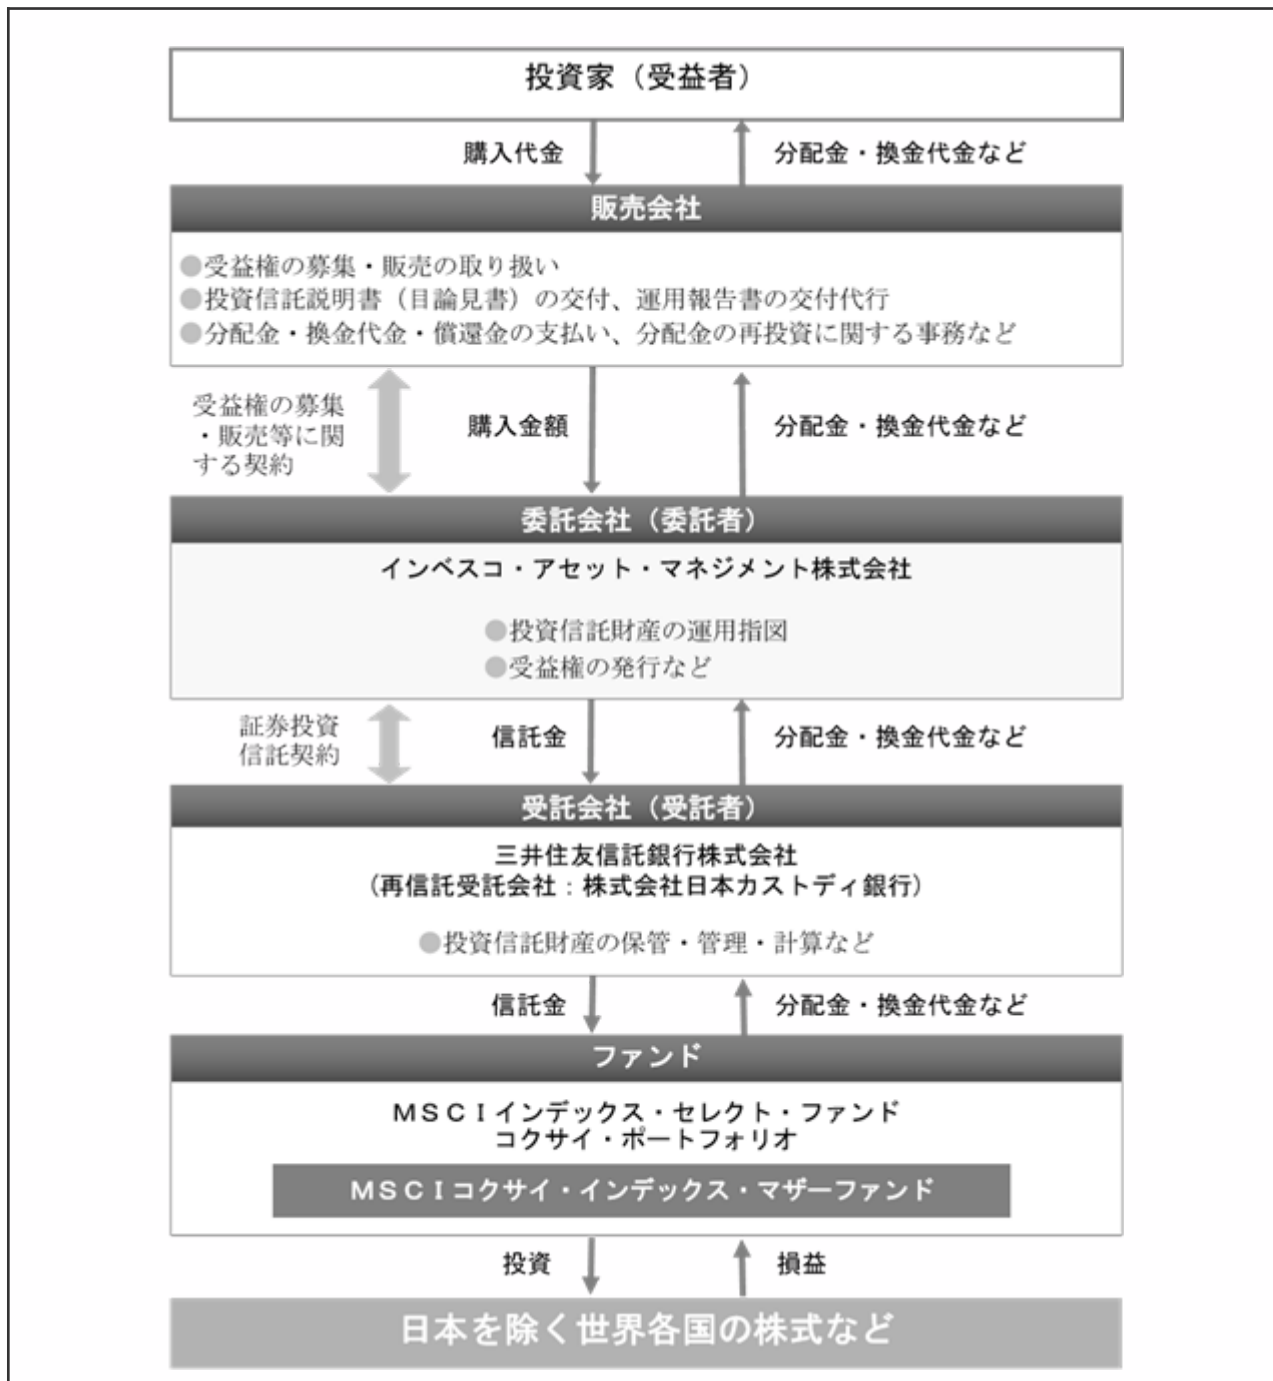 投資家（受益者）
購入代金
分配金・換金代金など
販売会社
●受益権の募集・販売の取り扱い
●投資信託説明書（目論見書）の交付、運用報告書の交付代行
●分配金・換金代金・償還金の支払い、分配金の再投資に関する事務など
受益権の募集
・販売等に関
する契約
購入金額
分配金・換金代金など
委託会社（委託者）
インベスコ・アセット・マネジメント株式会社
●投資信託財産の運用指図
●受益権の発行など
証券投資
信託契約
信託金
分配金・換金代金など
受託会社（受託者）
三井住友信託銀行株式会社
（再信託受託会社：株式会社日本カストディ銀行）
●投資信託財産の保管・管理・計算など
信託金
分配金・換金代金など
ファンド
ＭＳＣＩインデックス・セレクト・ファンド
コクサイ・ポートフォリオ
ＭＳＣＩコクサイ・インデックス・マザーファンド
投資
損益
日本を除く世界各国の株式など